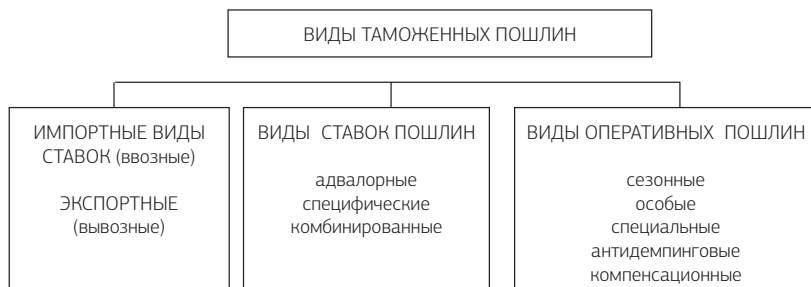 ВИДЫ ТАМОЖЕННЫХ ПОШЛИН
ИМПОРТНЫЕ ВИДЫ
СТАВОК (ввозные)
ЭКСПОРТНЫЕ
(вывозные)
ВИДЫ СТАВОК ПОШЛИН
адвалорные
специфические
комбинированные
ВИДЫ ОПЕРАТИВНЫХ ПОШЛИН
сезонные
особые
специальные
антидемпинговые
компенсационные